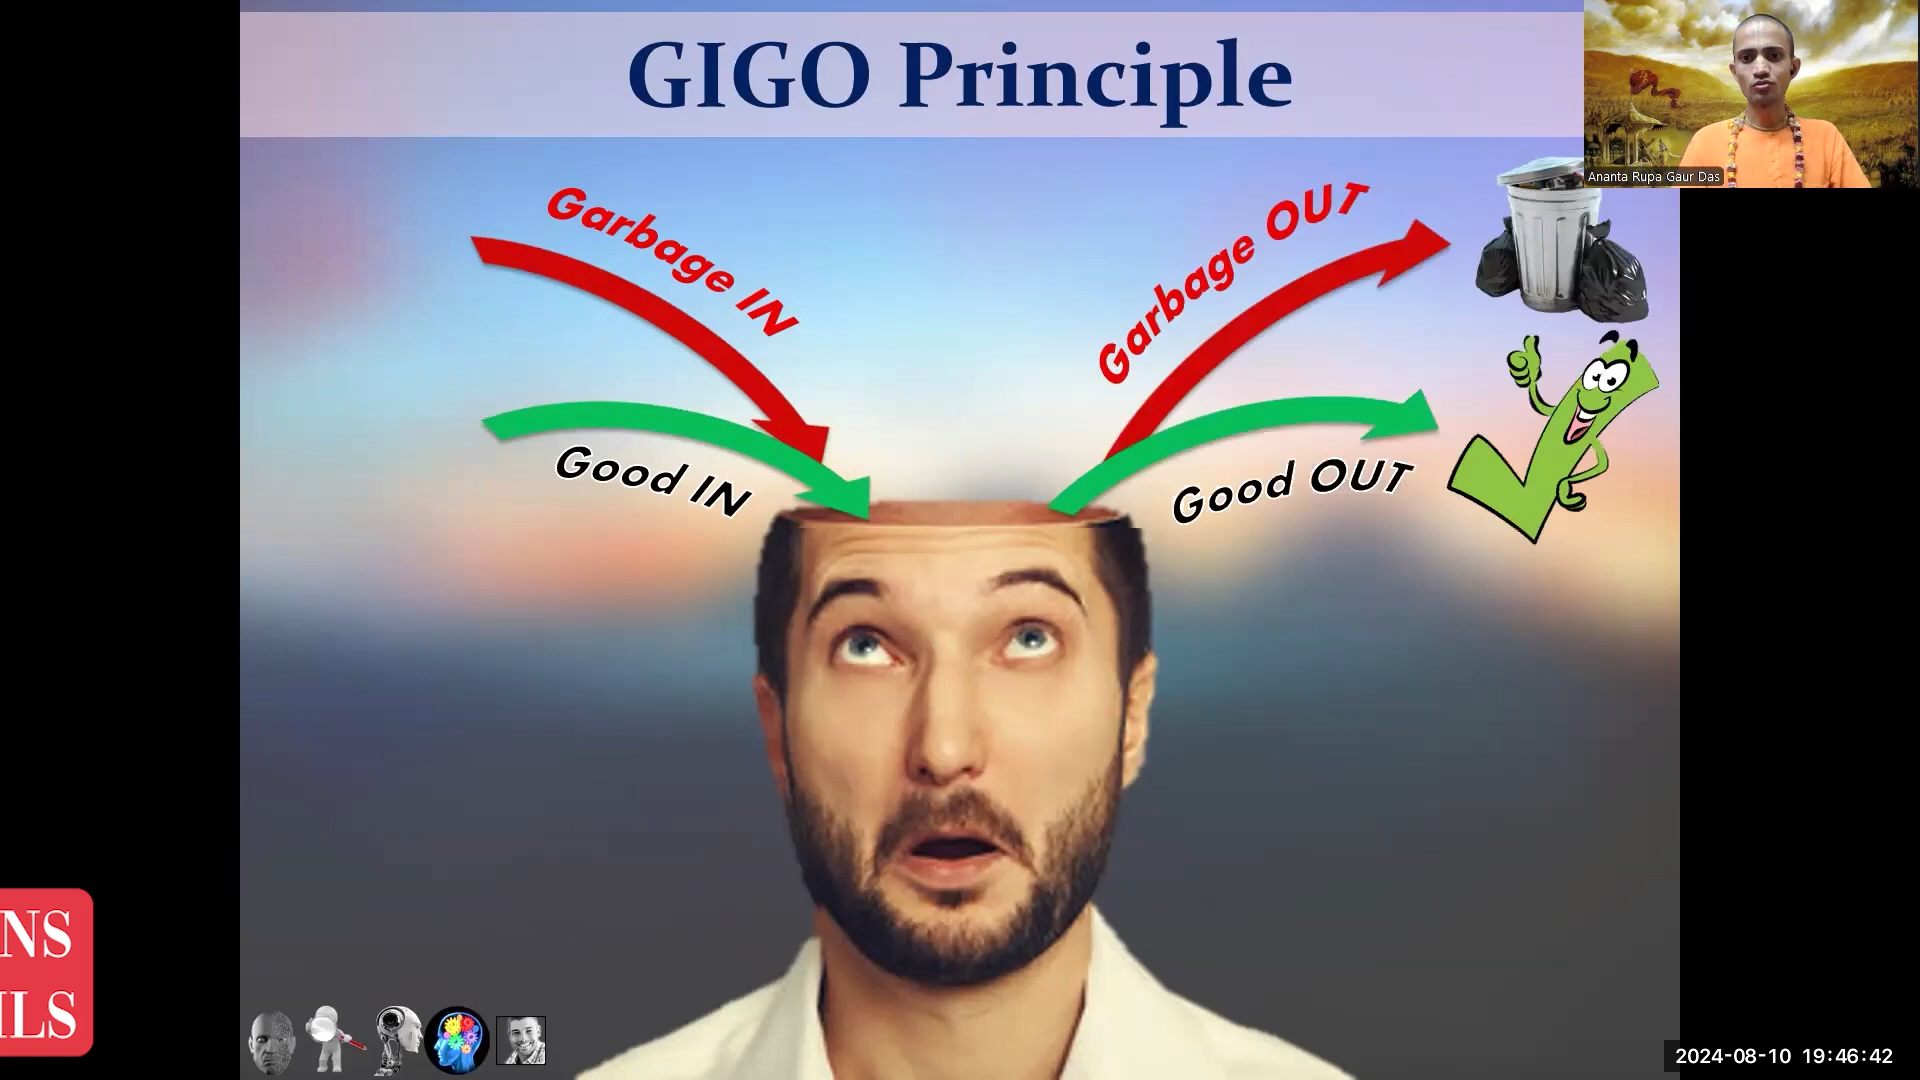 GIGO Principle
Ananta Rupa Gaur Das
Garbage IN
Garbage OUT
Good IN
Good OUT
NS
ILS
2024-08-10 19:46:42